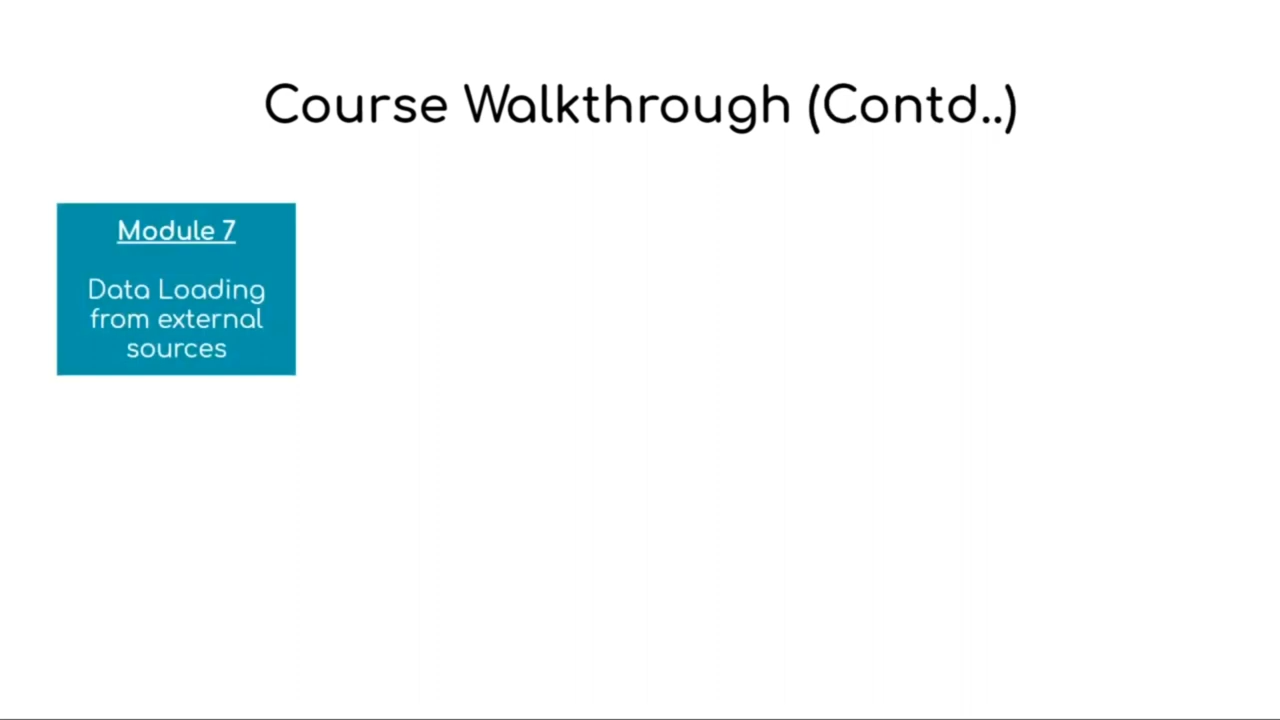 Course Walkthrough (Contd..)
Module 7
Data Loading
from external
sources